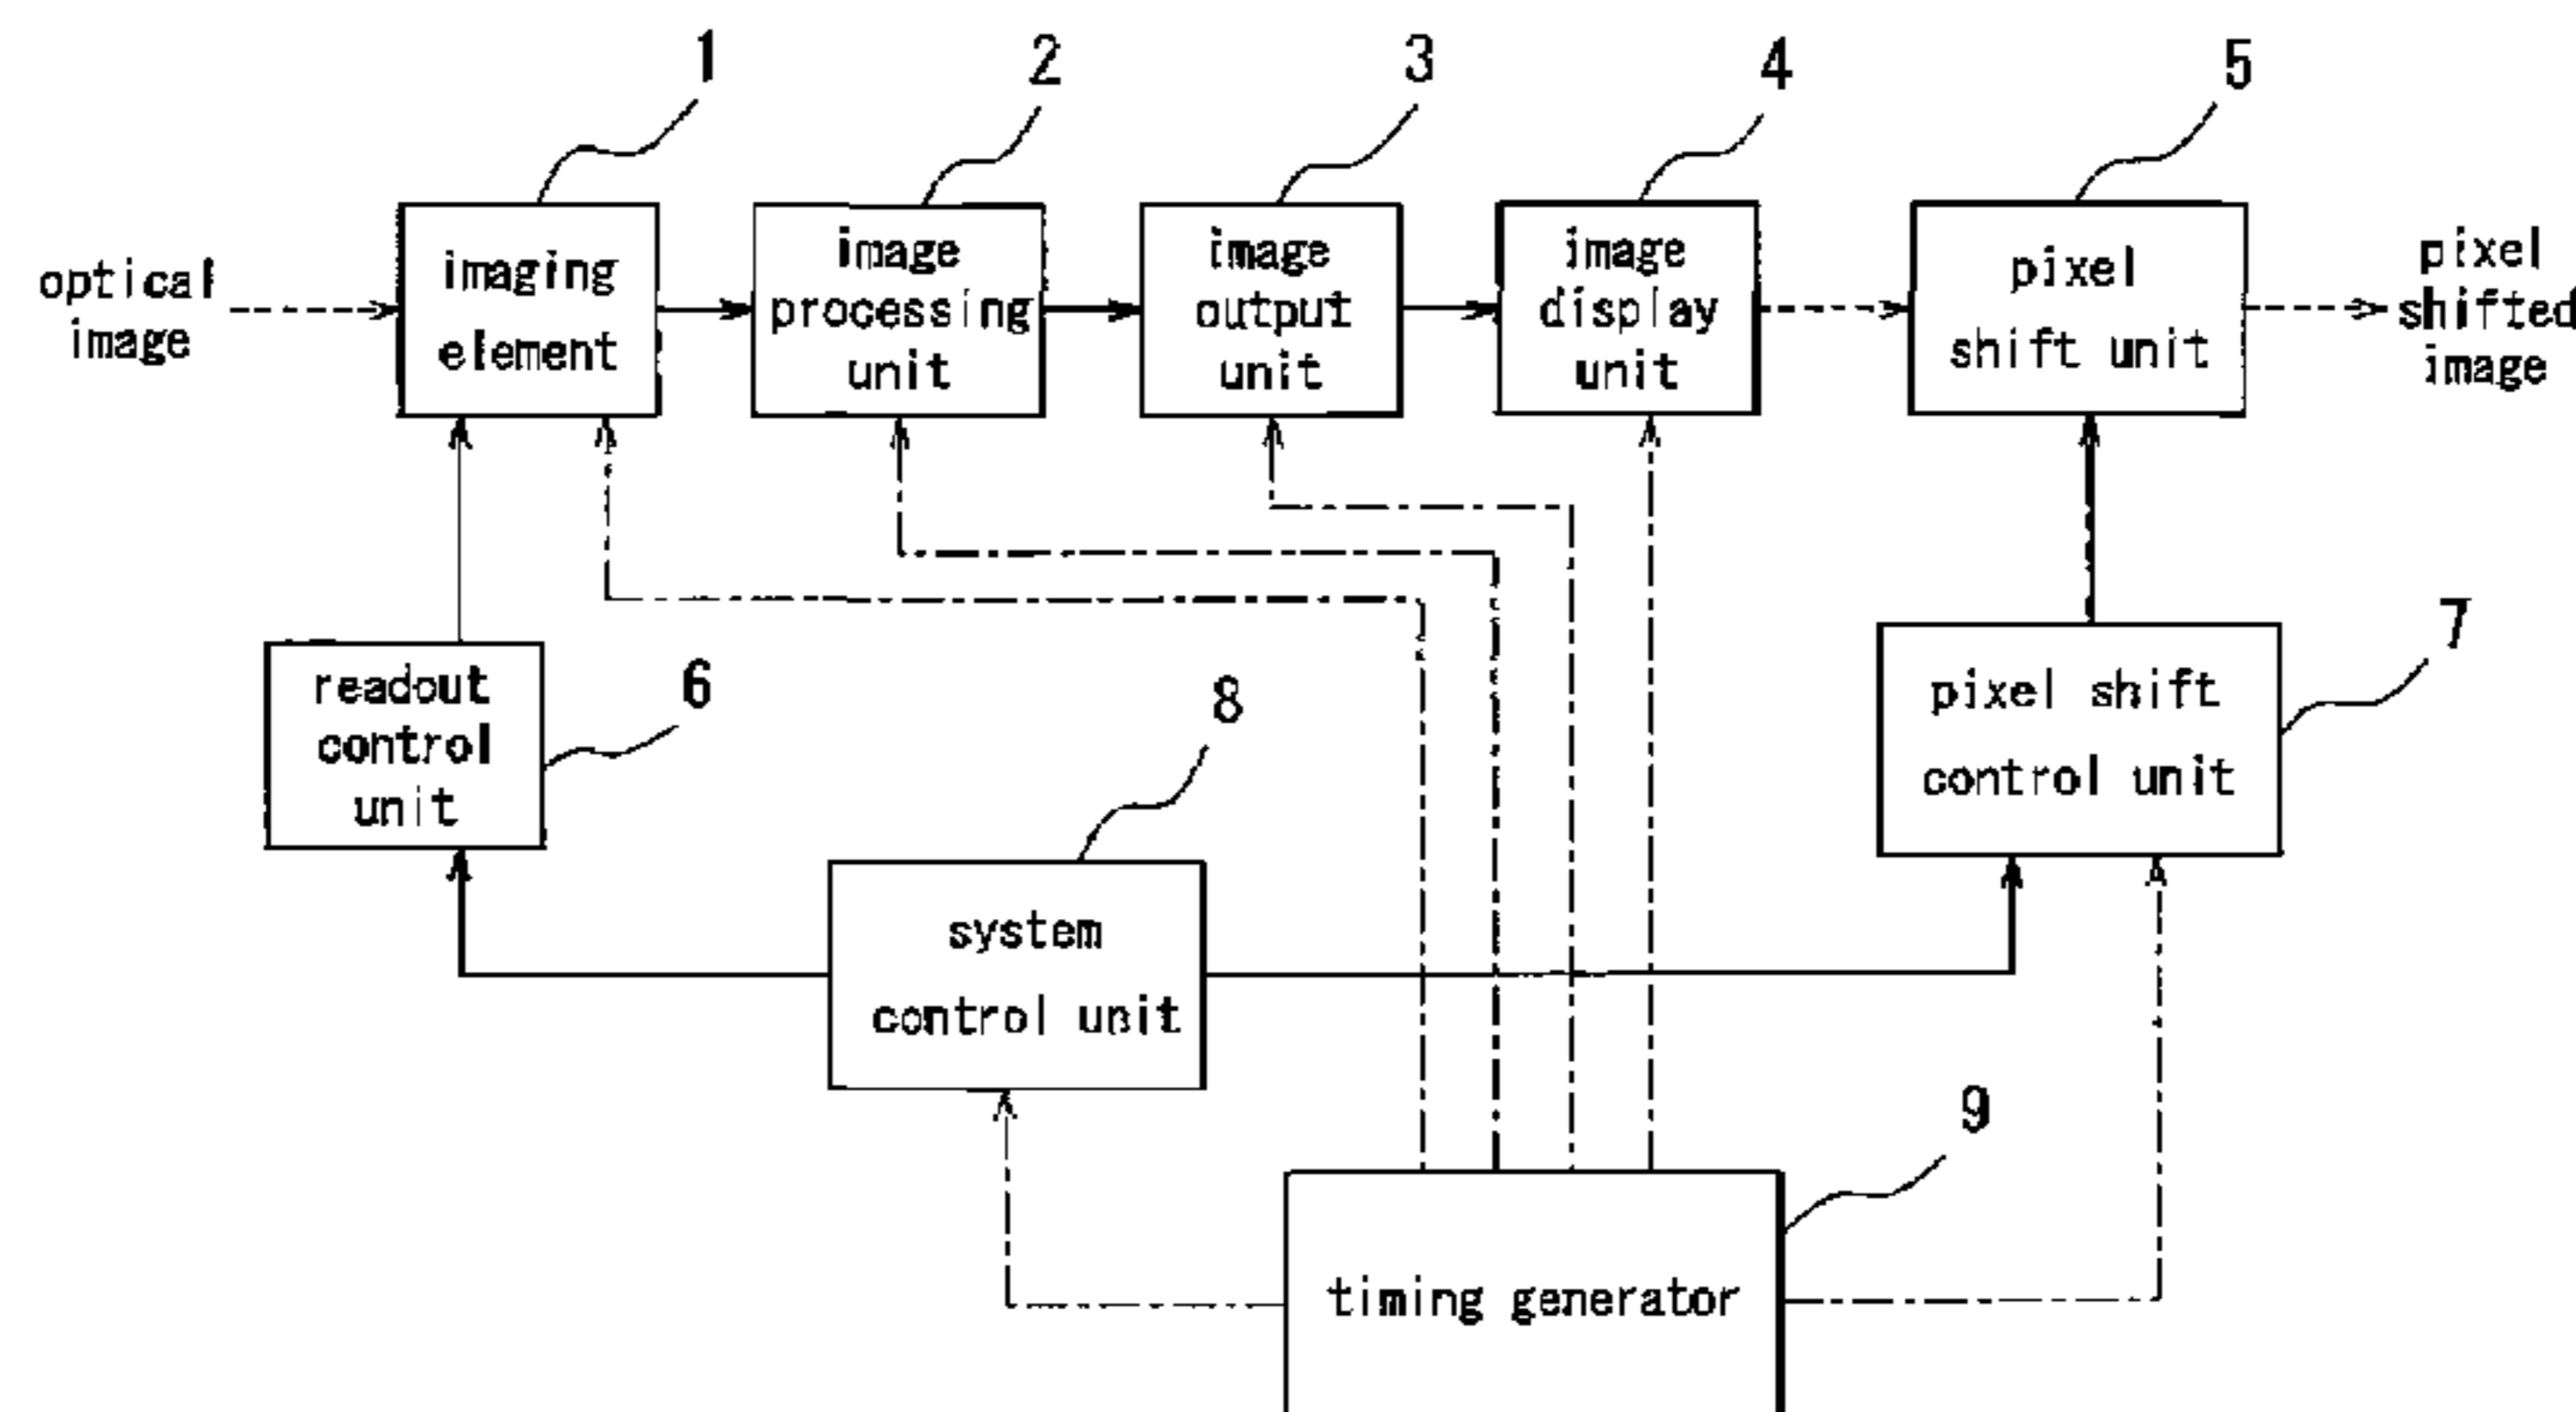 1
2
3
4
5
optical
image
imaging
element
image
processing
unit
image
output
unit
image
display
unit
pixel
shift unit
pixel
shifted
image
readout
control
unit
6
8
pixel shift
control unit
7
system
control unit
9
timing generator